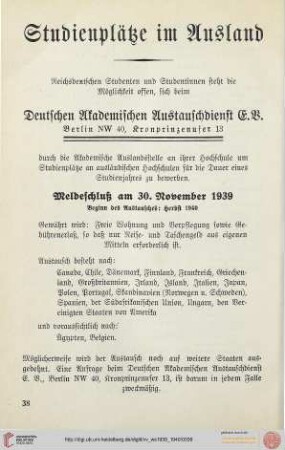 Studienplätze im Ausland
Reichsdeutschen Studenten und Studentinnen steht die
Möglichkeit offen, sich beim
Deutschen Akademischen Austauschdienst E.V.
Berlin NW 40, Kronprinzenufer 13
durch die Akademische Auslandsstelle an ihrer Hochschule um
Studienplätze an ausländischen Hochschulen für die Dauer eines
Studienjahres zu bewerben.
Meldeschluß am 30. November 1939
Beginn des Austausches: Herbst 1940
Gewährt wird: Freie Wohnung und Verpflegung sowie Ge-
bührenerlaß, so daß nur Reise- und Taschengeld aus eigenen
Mitteln erforderlich ist.
Austausch besteht nach:
Canada, Chile, Dänemark, Finnland, Frankreich, Griechen-
land, Großbritannien, Irland, Island, Italien, Japan,
Polen, Portugal, Skandinavien (Norwegen u. Schweden),
Spanien, der Südafrikanischen Union, Ungarn, den Ver-
einigten Staaten von Amerika
und voraussichtlich nach:
Ägypten, Belgien.
Möglicherweise wird der Austausch noch auf weitere Staaten aus-
gedehnt. Eine Anfrage beim Deutschen Akademischen Austauschdienst
E. V., Berlin NW 40, Kronprinzenufer 13, ist darum in jedem Falle
zweckmäßig.
38